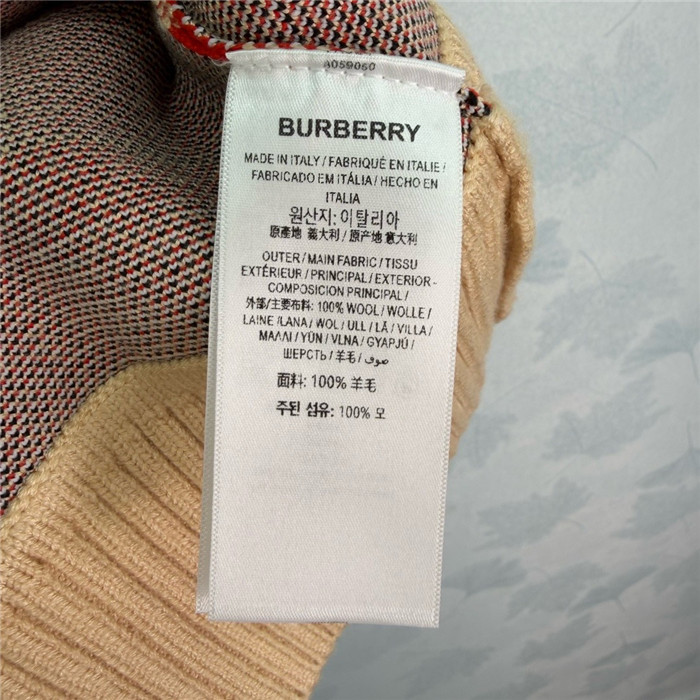 A059060
BURBERRY
MADE IN ITALY / FABRIQUÉ EN ITALIE /
FABRICADO EM ITÁLIA / HECHO EN
ITALIA
원산지: 이탈리아
原產地 義大利 / 原产地 意大利
OUTER / MAIN FABRIC / TISSU
EXTÉRIEUR / PRINCIPAL / EXTERIOR -
COMPOSICIÓN PRINCIPAL /
外部/主要布料: 100% WOOL / WOLLE /
LAINE /LANA / WOL / ULL / LÃ / VILLA /
ΜΑΛΛΙ / YÜN / VLNA / GYAPJÚ /
ШЕРСТЬ / 羊毛 / صوف
面料: 100% 羊毛
주된 섬유: 100% 모